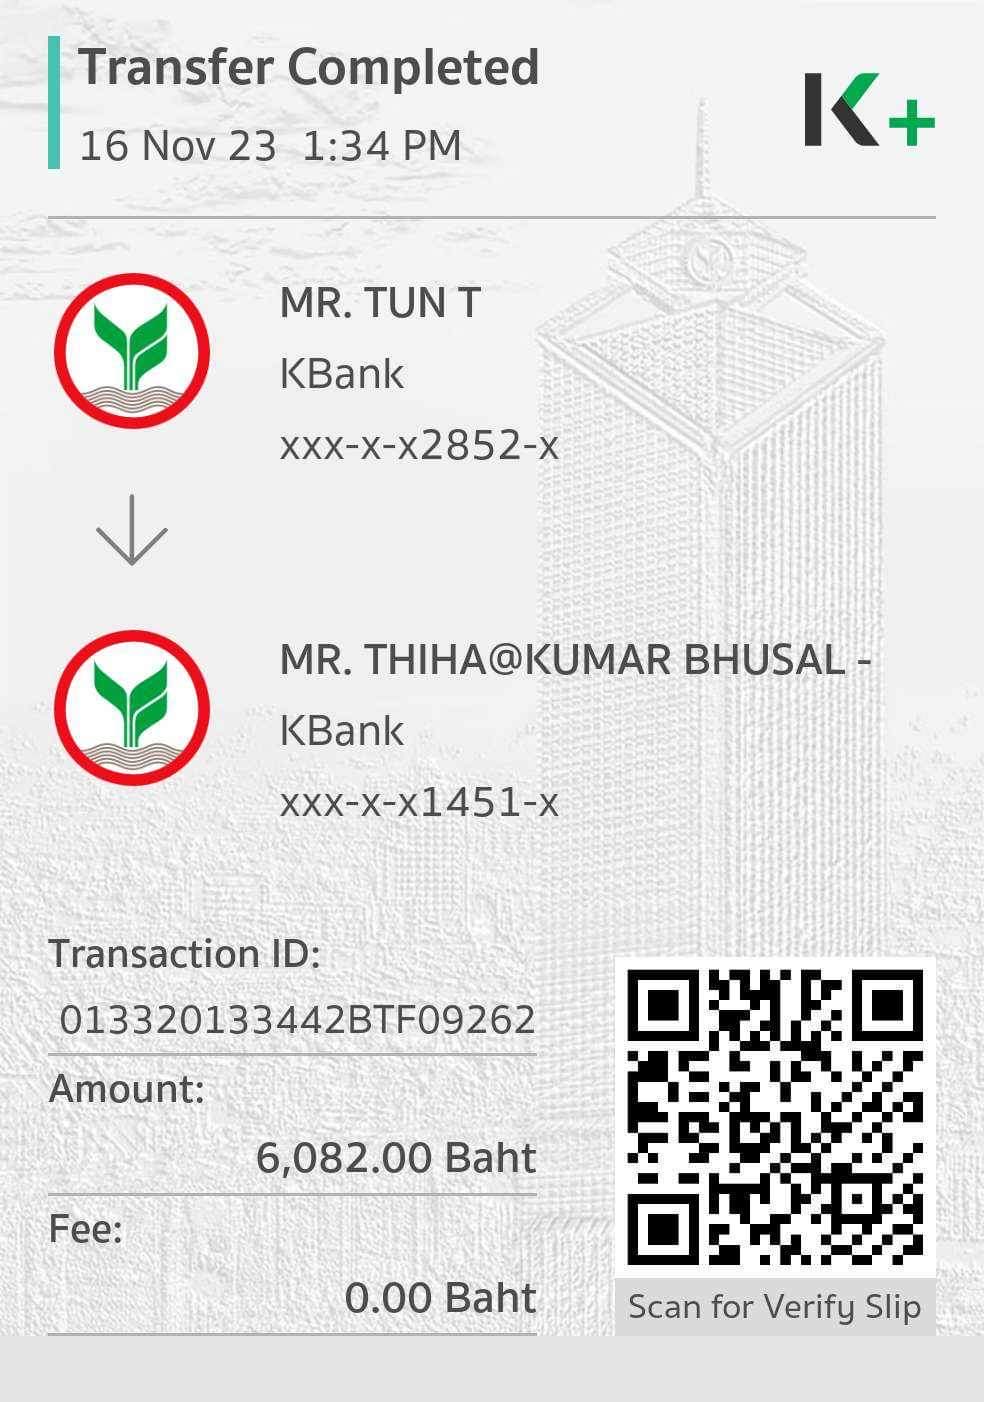 Transfer Completed
16 Nov 23 1:34 PM
K+
MR. TUN T
KBank
xxx-x-x2852-x
MR. THIHA@KUMAR BHUSAL -
KBank
xxx-x-x1451-x
Transaction ID:
013320133442BTF09262
Amount:
6,082.00 Baht
Fee:
0.00 Baht
Scan for Verify Slip